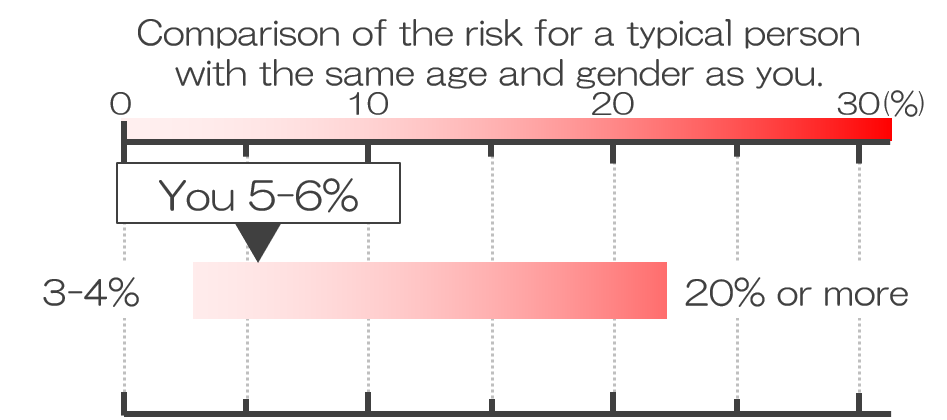 Comparison of the risk for a typical person
with the same age and gender as you.
0 10 20 30(%)
You 5-6%
3-4% 20% or more